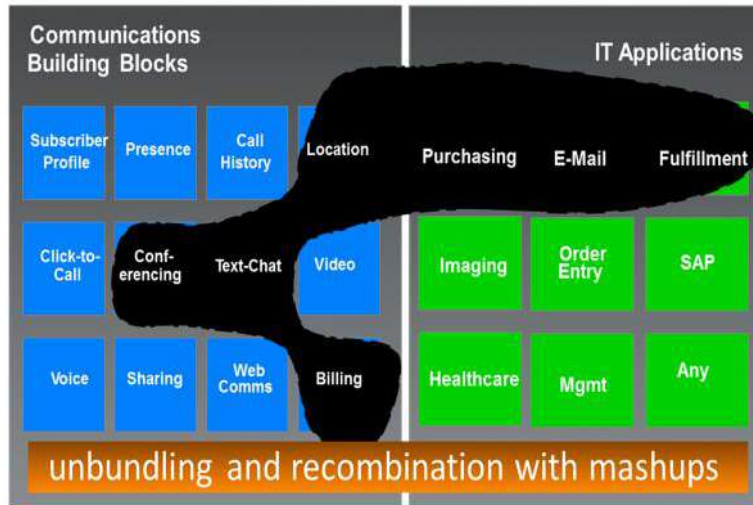 Communications
Building Blocks
IT Applications
Subscriber
Profile
Presence
Call
History
Location
Purchasing
E-Mail
Fulfillment
Click-to-
Call
Conf-
erencing
Text-Chat
Video
Imaging
Order
Entry
SAP
Voice
Sharing
Web
Comms
Billing
Healthcare
Mgmt
Any
unbundling and recombination with mashups